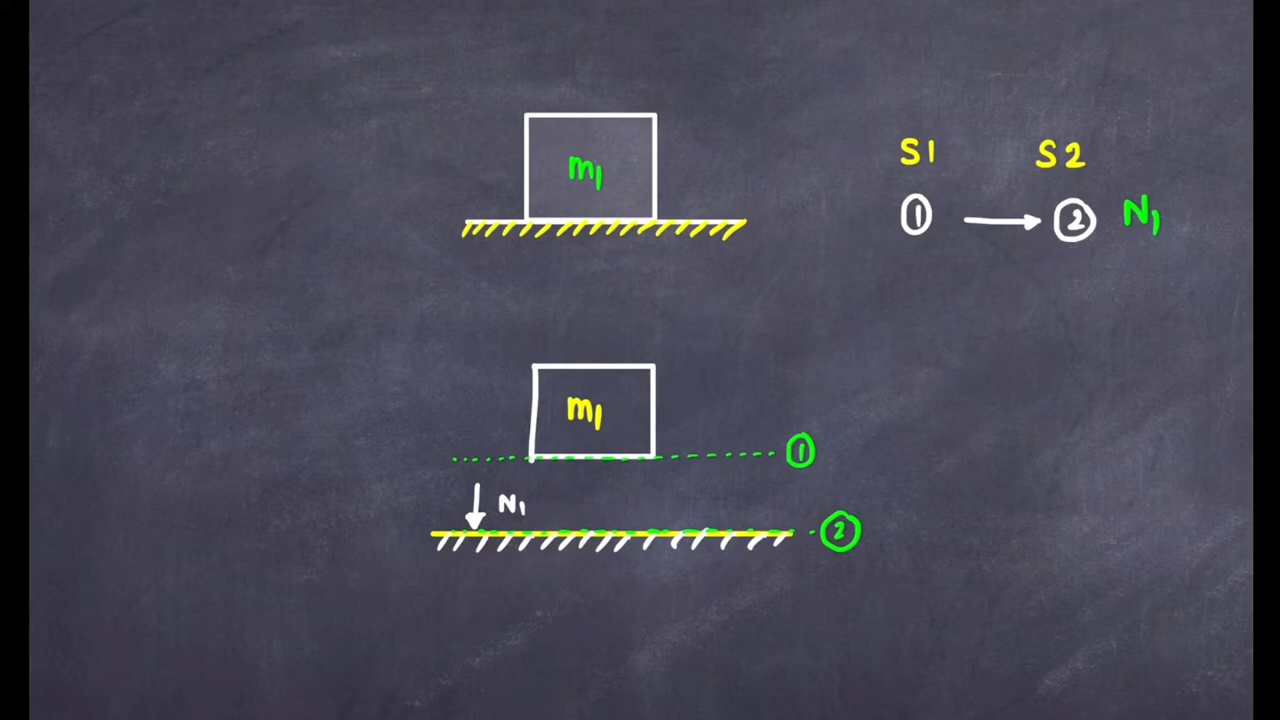 m₁
S1 S2
① → ② N₁
m₁
①
N₁
②